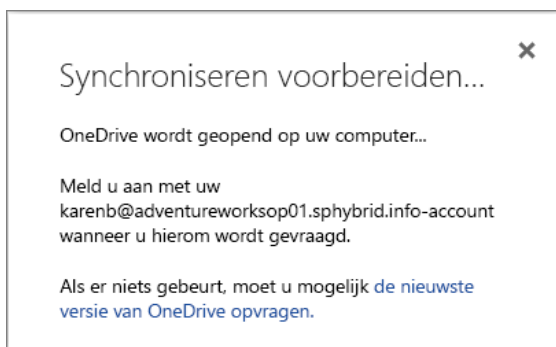 Synchroniseren voorbereiden...
OneDrive wordt geopend op uw computer...
Meld u aan met uw
karenb@adventureworksop01.sphybrid.info-account
wanneer u hierom wordt gevraagd.
Als er niets gebeurt, moet u mogelijk de nieuwste
versie van OneDrive opvragen.